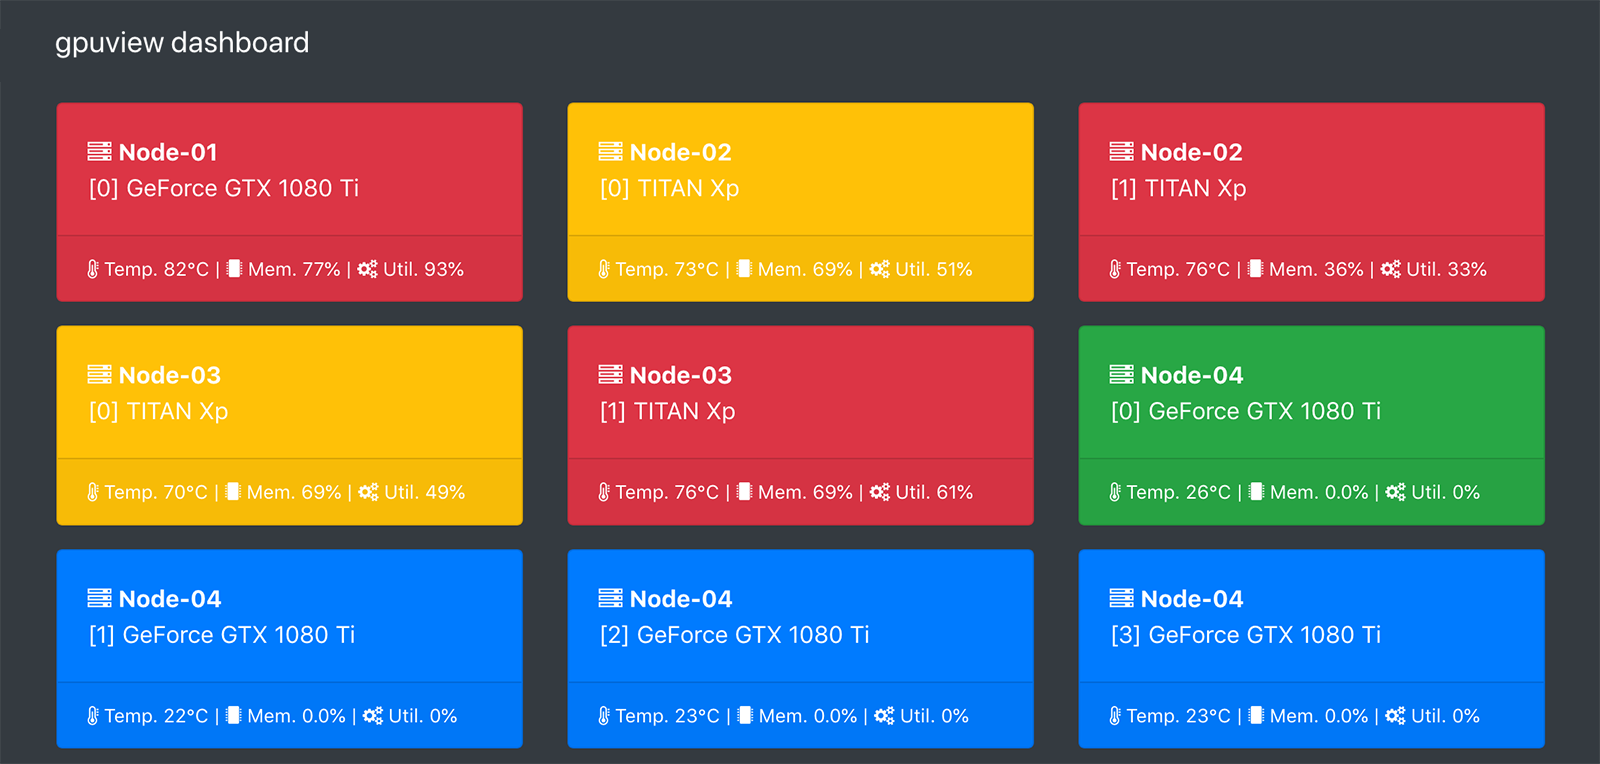 gpuview dashboard
Node-01
[0] GeForce GTX 1080 Ti
Temp. 82°C | Mem. 77% | Util. 93%
Node-02
[0] TITAN Xp
Temp. 73°C | Mem. 69% | Util. 51%
Node-02
[1] TITAN Xp
Temp. 76°C | Mem. 36% | Util. 33%
Node-03
[0] TITAN Xp
Temp. 70°C | Mem. 69% | Util. 49%
Node-03
[1] TITAN Xp
Temp. 76°C | Mem. 69% | Util. 61%
Node-04
[0] GeForce GTX 1080 Ti
Temp. 26°C | Mem. 0.0% | Util. 0%
Node-04
[1] GeForce GTX 1080 Ti
Temp. 22°C | Mem. 0.0% | Util. 0%
Node-04
[2] GeForce GTX 1080 Ti
Temp. 23°C | Mem. 0.0% | Util. 0%
Node-04
[3] GeForce GTX 1080 Ti
Temp. 23°C | Mem. 0.0% | Util. 0%